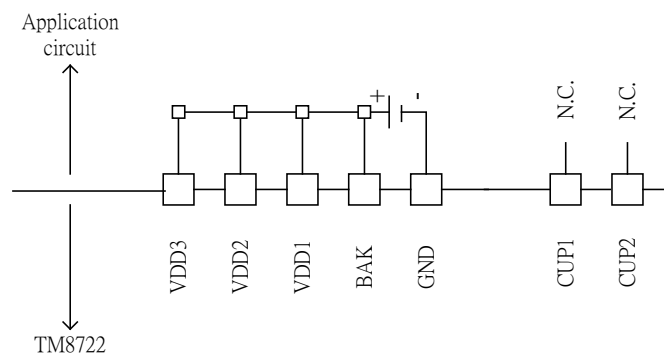 Application
circuit
+ -
N.C.
N.C.
VDD3
VDD2
VDD1
BAK
GND
CUP1
CUP2
TM8722